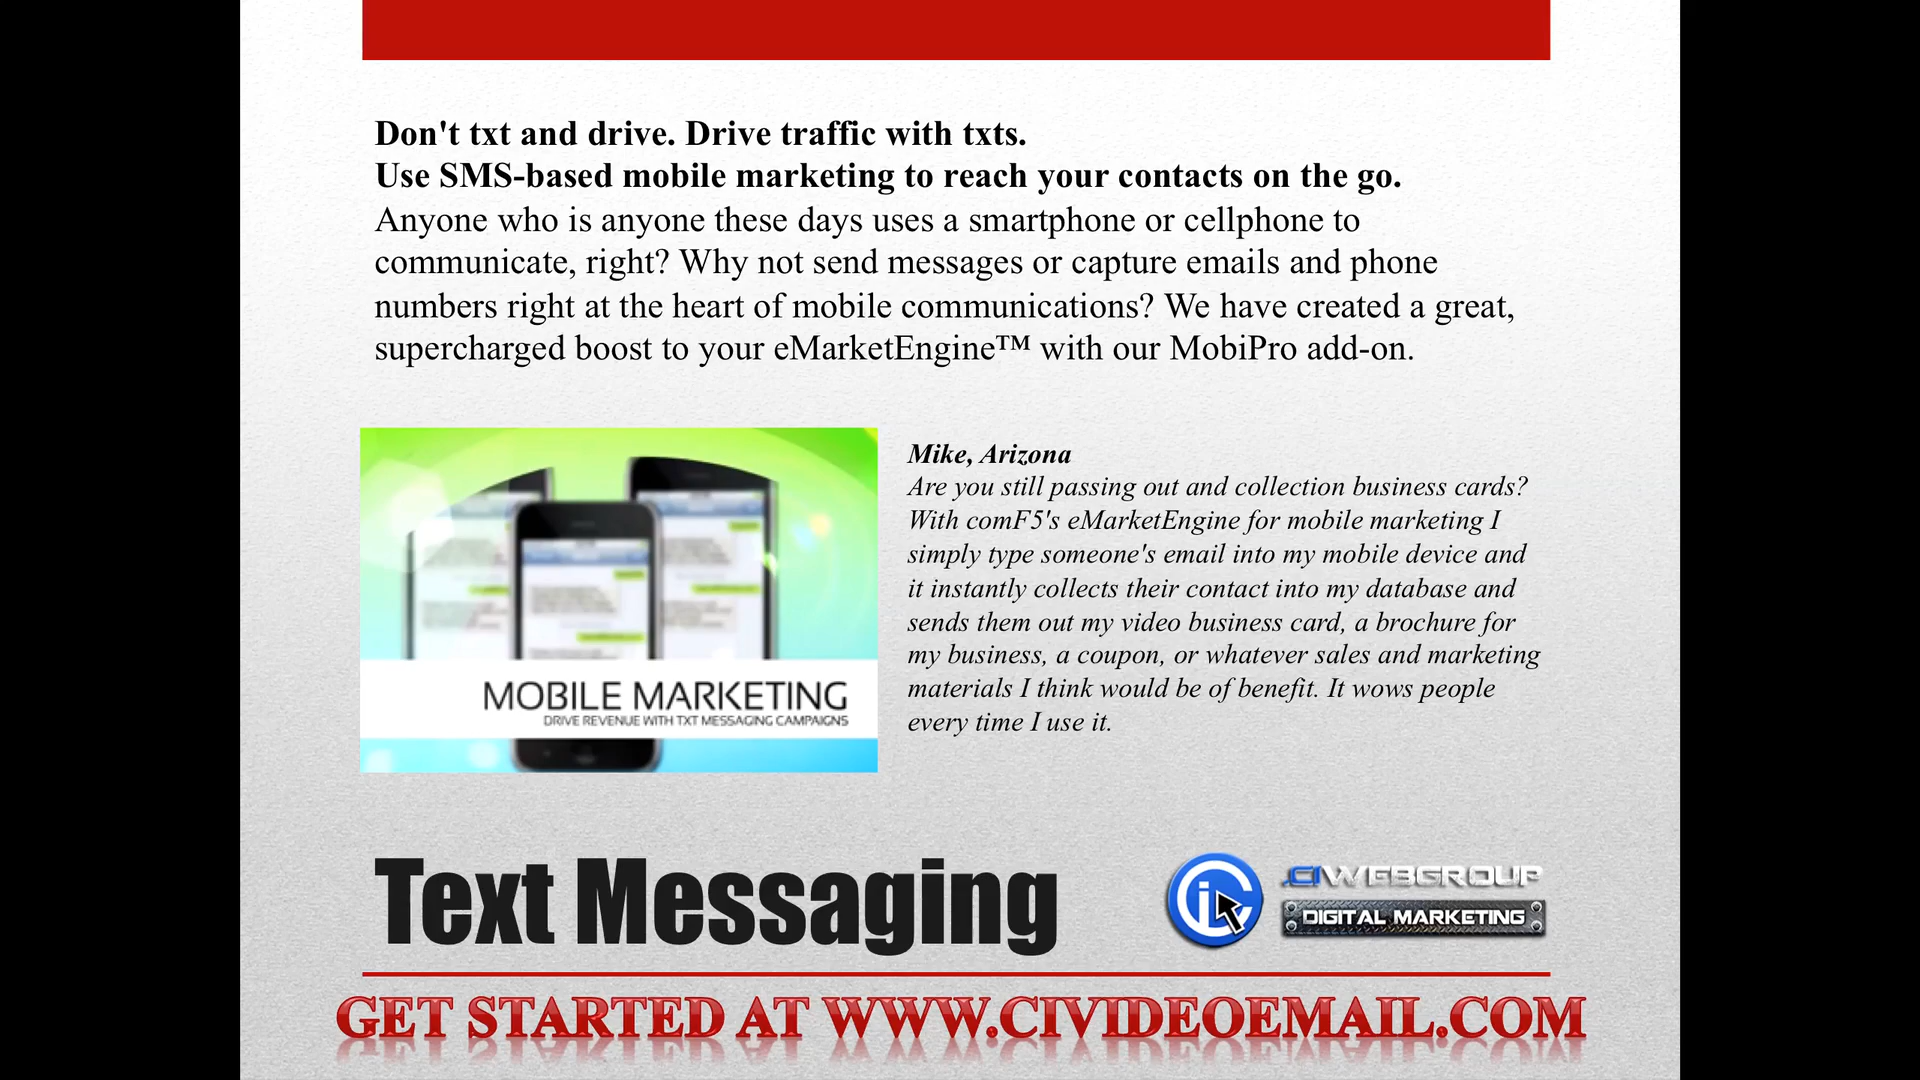 Don't txt and drive. Drive traffic with txts.
Use SMS-based mobile marketing to reach your contacts on the go.
Anyone who is anyone these days uses a smartphone or cellphone to
communicate, right? Why not send messages or capture emails and phone
numbers right at the heart of mobile communications? We have created a great,
supercharged boost to your eMarketEngine™ with our MobiPro add-on.
MOBILE MARKETING
DRIVE REVENUE WITH TXT MESSAGING CAMPAIGNS
Mike, Arizona
Are you still passing out and collection business cards?
With comF5's eMarketEngine for mobile marketing I
simply type someone's email into my mobile device and
it instantly collects their contact into my database and
sends them out my video business card, a brochure for
my business, a coupon, or whatever sales and marketing
materials I think would be of benefit. It wows people
every time I use it.
Text Messaging
.CIWEBGROUP
DIGITAL MARKETING
GET STARTED AT WWW.CIVIDEOEMAIL.COM